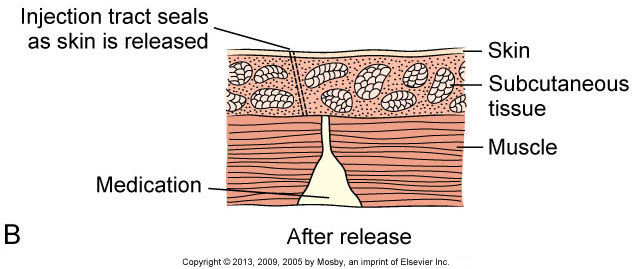 Injection tract seals
as skin is released
Skin
Subcutaneous
tissue
Muscle
Medication
B
After release
Copyright © 2013, 2009, 2005 by Mosby, an imprint of Elsevier Inc.